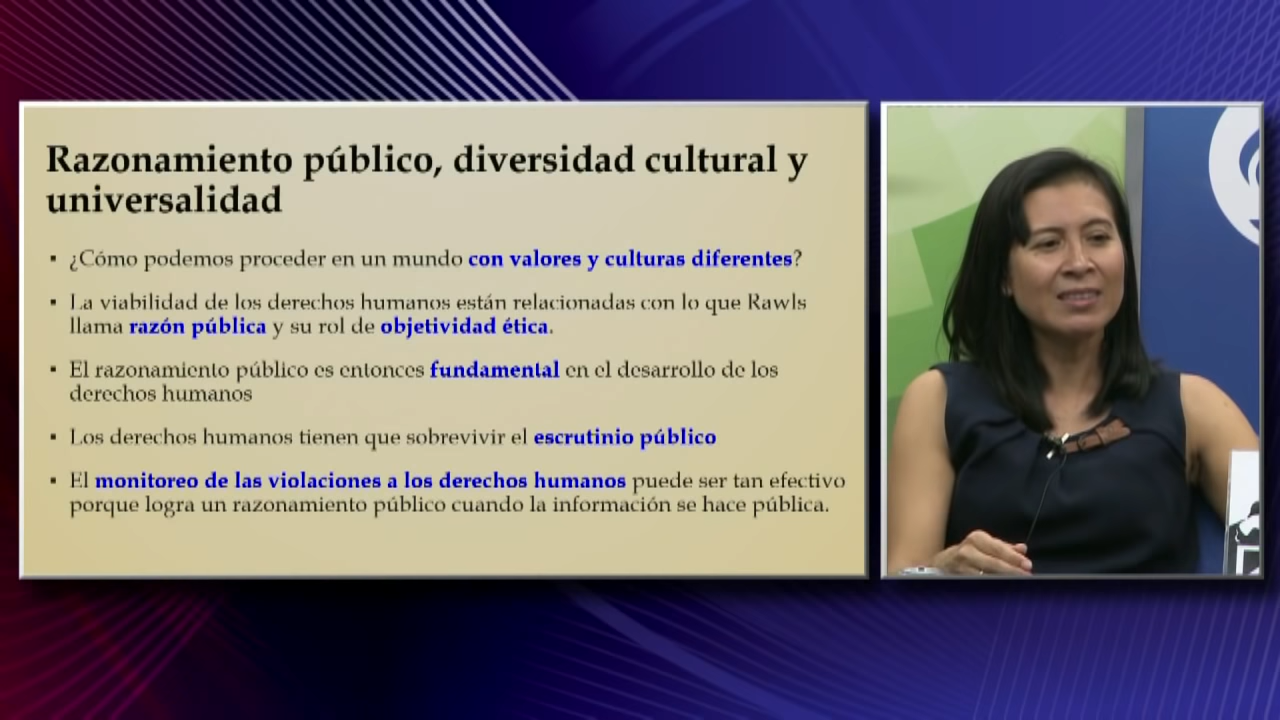 Razonamiento público, diversidad cultural y
universalidad
▪ ¿Cómo podemos proceder en un mundo con valores y culturas diferentes?
▪ La viabilidad de los derechos humanos están relacionadas con lo que Rawls
llama razón pública y su rol de objetividad ética.
▪ El razonamiento público es entonces fundamental en el desarrollo de los
derechos humanos
▪ Los derechos humanos tienen que sobrevivir el escrutinio público
▪ El monitoreo de las violaciones a los derechos humanos puede ser tan efectivo
porque logra un razonamiento público cuando la información se hace pública.